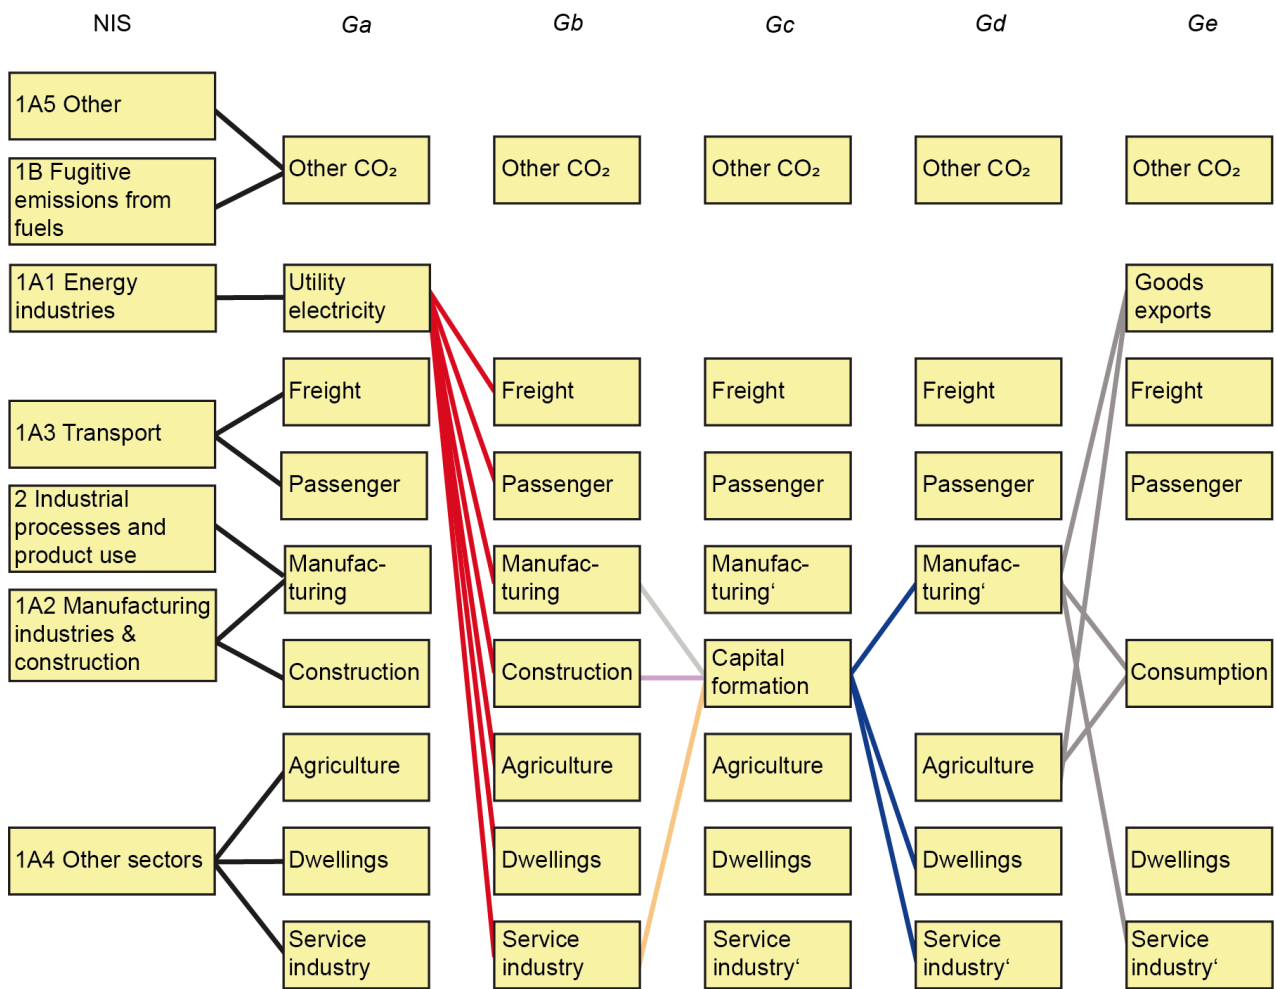 NIS
Ga
Gb
Gc
Gd
Ge
1A5 Other
1B Fugitive
emissions from
fuels
1A1 Energy
industries
1A3 Transport
2 Industrial
processes and
product use
1A2 Manufacturing
industries &
construction
1A4 Other sectors
Other CO₂
Utility
electricity
Freight
Passenger
Manufac-
turing
Construction
Agriculture
Dwellings
Service
industry
Other CO₂
Freight
Passenger
Manufac-
turing
Construction
Agriculture
Dwellings
Service
industry
Other CO₂
Freight
Passenger
Manufac-
turing‘
Capital
formation
Agriculture
Dwellings
Service
industry‘
Other CO₂
Freight
Passenger
Manufac-
turing‘
Agriculture
Dwellings
Service
industry‘
Other CO₂
Goods
exports
Freight
Passenger
Consumption
Dwellings
Service
industry‘